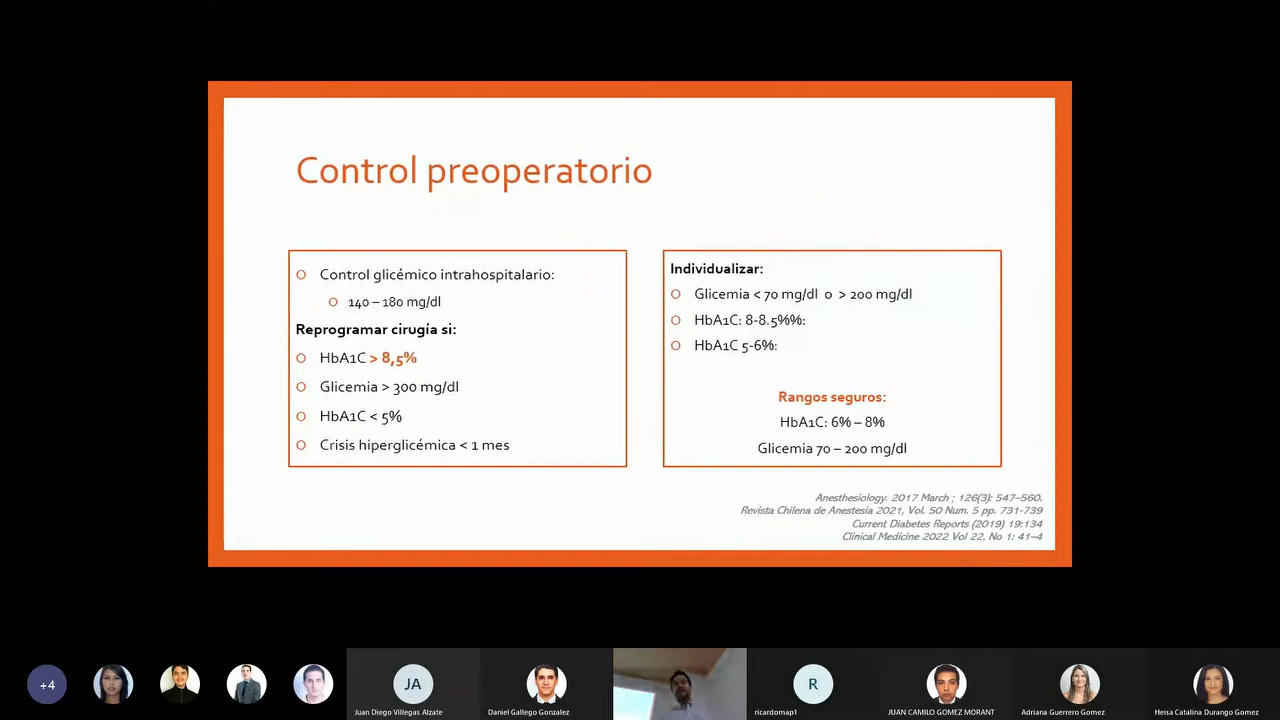 Control preoperatorio
Control glicémico intrahospitalario:
140 – 180 mg/dl
Reprogramar cirugía si:
HbA1C > 8,5%
Glicemia > 300 mg/dl
HbA1C < 5%
Crisis hiperglicémica < 1 mes
Individualizar:
Glicemia < 70 mg/dl o > 200 mg/dl
HbA1C: 8-8.5%%:
HbA1C 5-6%:
Rangos seguros:
HbA1C: 6% – 8%
Glicemia 70 – 200 mg/dl
Anesthesiology. 2017 March ; 126(3): 547–560.
Revista Chilena de Anestesia 2021, Vol. 50 Num. 5 pp. 731-739
Current Diabetes Reports (2019) 19:134
Clinical Medicine 2022 Vol 22, No 1: 41–4
+4
JA
R
Juan Diego Villegas Alzate
Daniel Gallego Gonzalez
ricardomap1
JUAN CAMILO GOMEZ MORANT
Adriana Guerrero Gomez
Heisa Catalina Durango Gomez